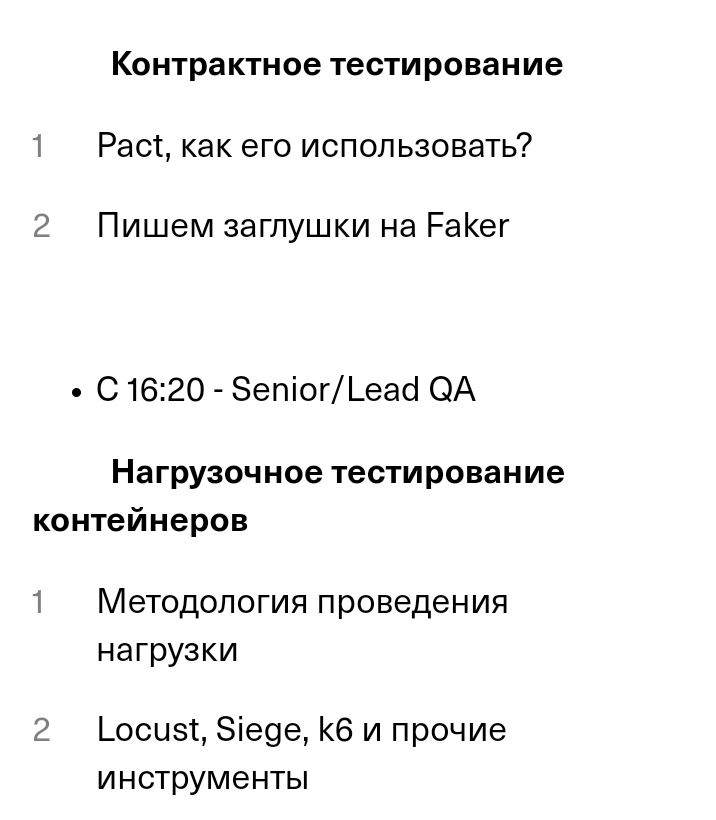 Контрактное тестирование
1 Pact, как его использовать?
2 Пишем заглушки на Faker
• С 16:20 - Senior/Lead QA
Нагрузочное тестирование
контейнеров
1 Методология проведения
нагрузки
2 Locust, Siege, k6 и прочие
инструменты